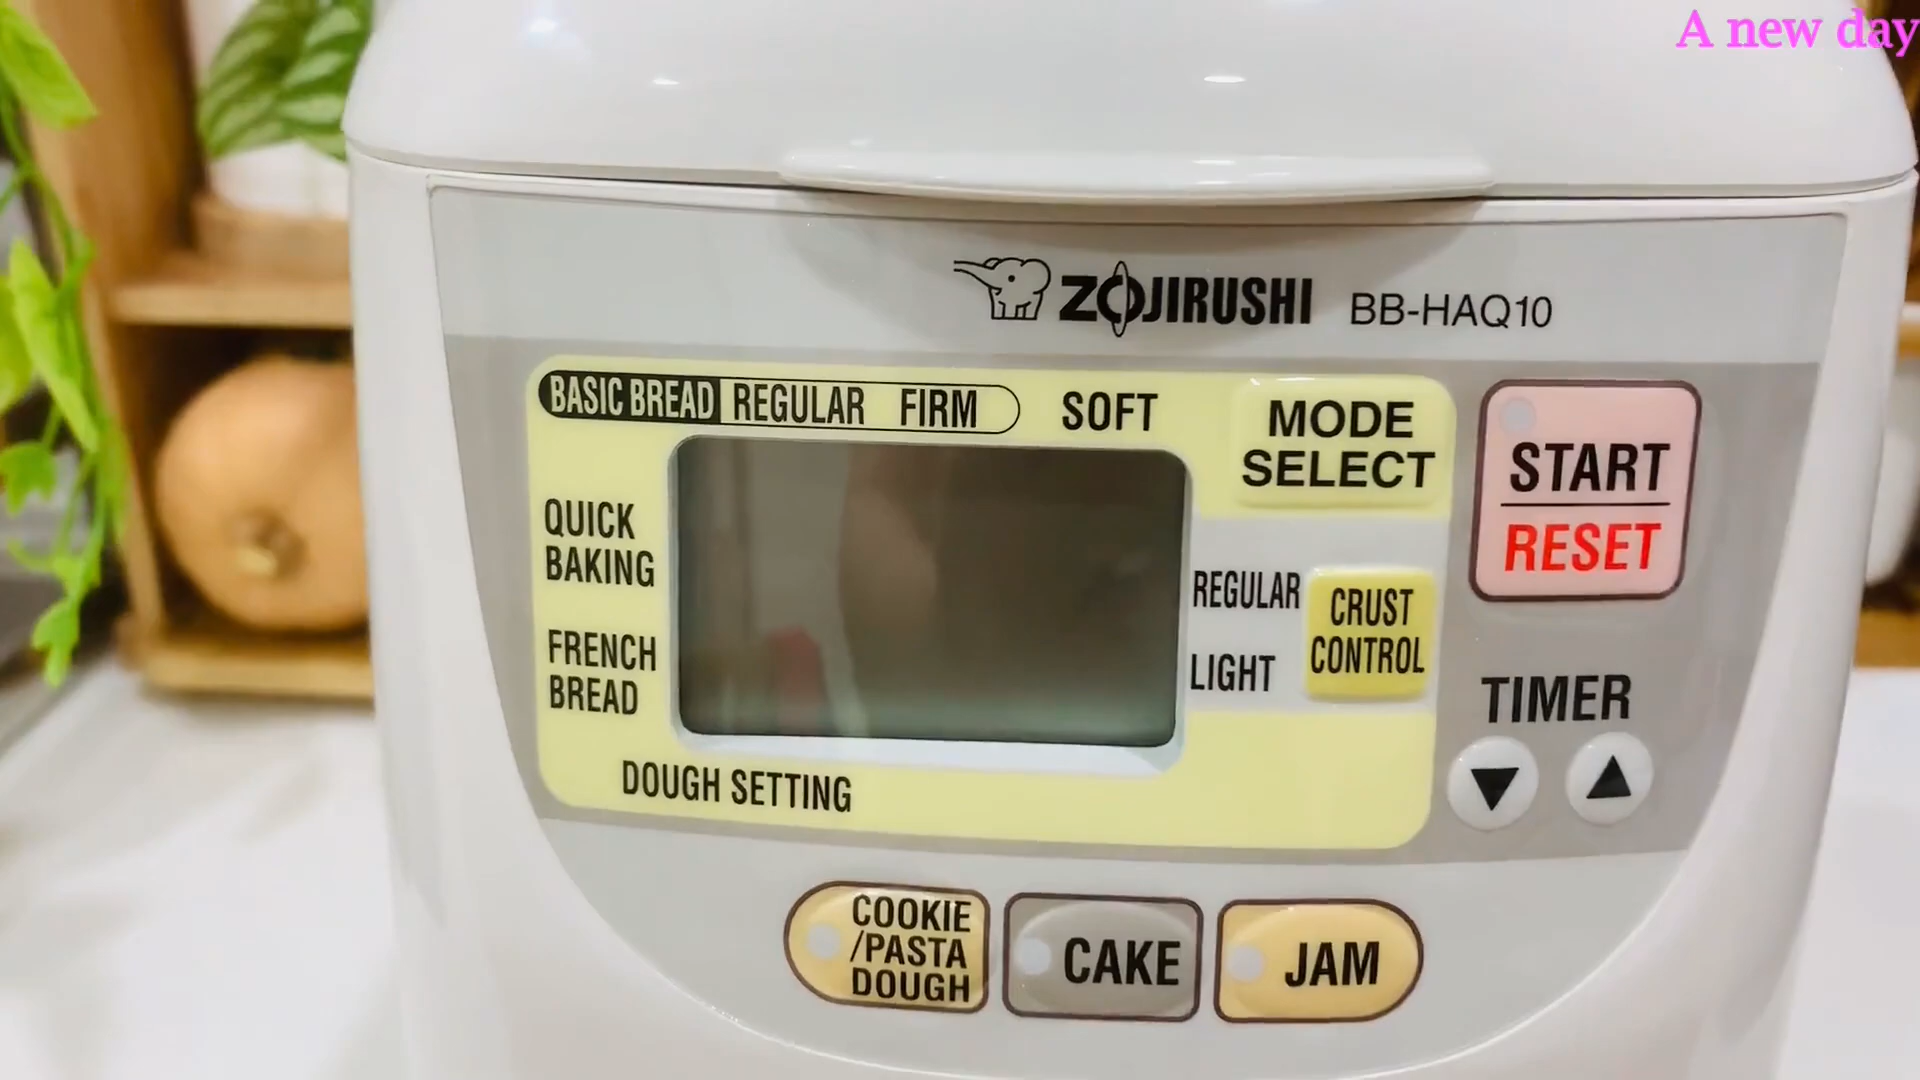 A new day
ZOJIRUSHI BB-HAQ10
BASIC BREAD REGULAR FIRM SOFT
MODE
SELECT
START
RESET
QUICK
BAKING
FRENCH
BREAD
REGULAR
LIGHT
CRUST
CONTROL
TIMER
DOUGH SETTING
COOKIE
/PASTA
DOUGH
CAKE
JAM